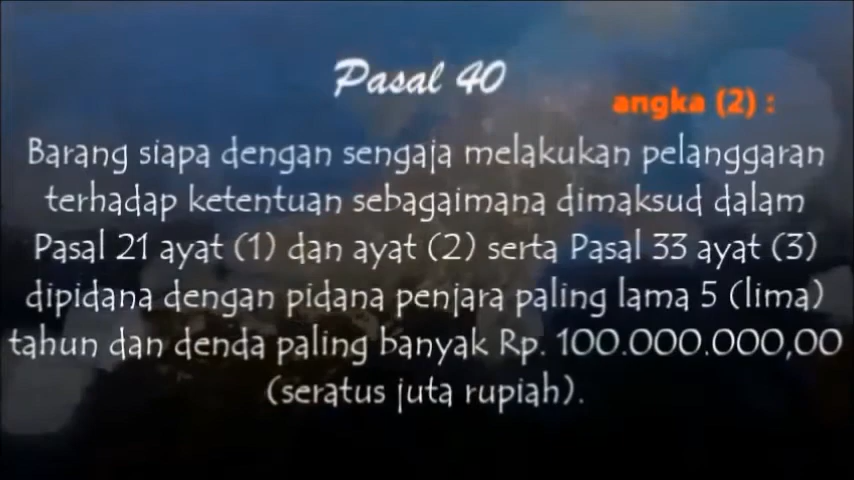 Pasal 40
angka (2) :
Barang siapa dengan sengaja melakukan pelanggaran
terhadap ketentuan sebagaimana dimaksud dalam
Pasal 21 ayat (1) dan ayat (2) serta Pasal 33 ayat (3)
dipidana dengan pidana penjara paling lama 5 (lima)
tahun dan denda paling banyak Rp. 100.000.000,00
(seratus juta rupiah).